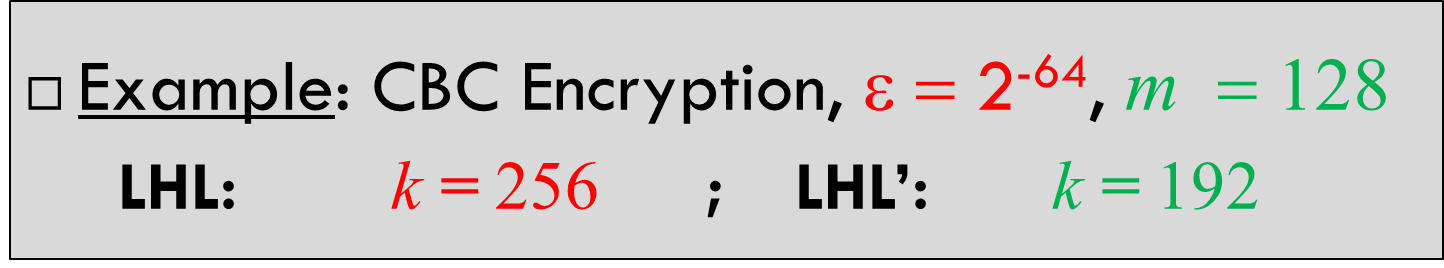 □ Example: CBC Encryption, ε = 2⁻⁶⁴, m = 128
LHL: k = 256 ; LHL’: k = 192